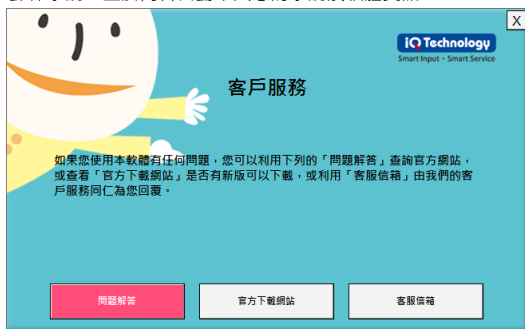 X
iQ Technology
Smart Input - Smart Service
客戶服務
如果您使用本軟體有任何問題，您可以利用下列的「問題解答」查詢官方網站，
或查看「官方下載網站」是否有新版可以下載，或利用「客服信箱」由我們的客
戶服務同仁為您回覆。
問題解答
官方下載網站
客服信箱